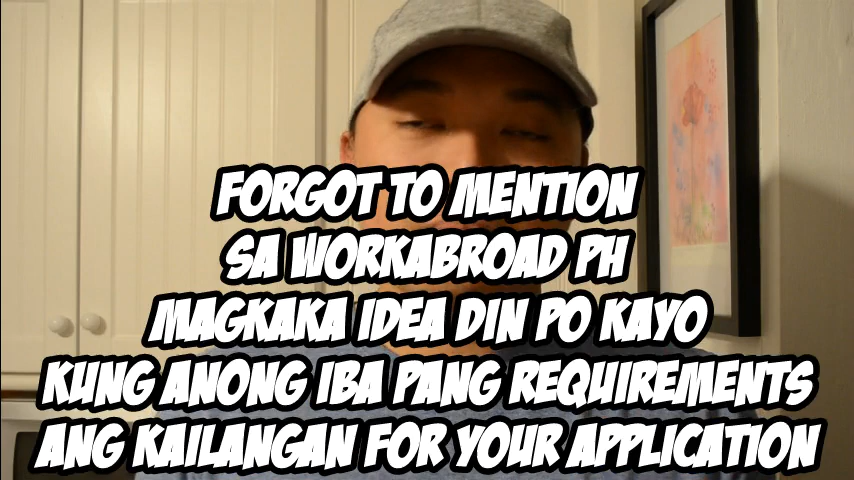 FORGOT TO MENTION
SA WORKABROAD PH
MAGKAKA IDEA DIN PO KAYO
KUNG ANONG IBA PANG REQUIREMENTS
ANG KAILANGAN FOR YOUR APPLICATION